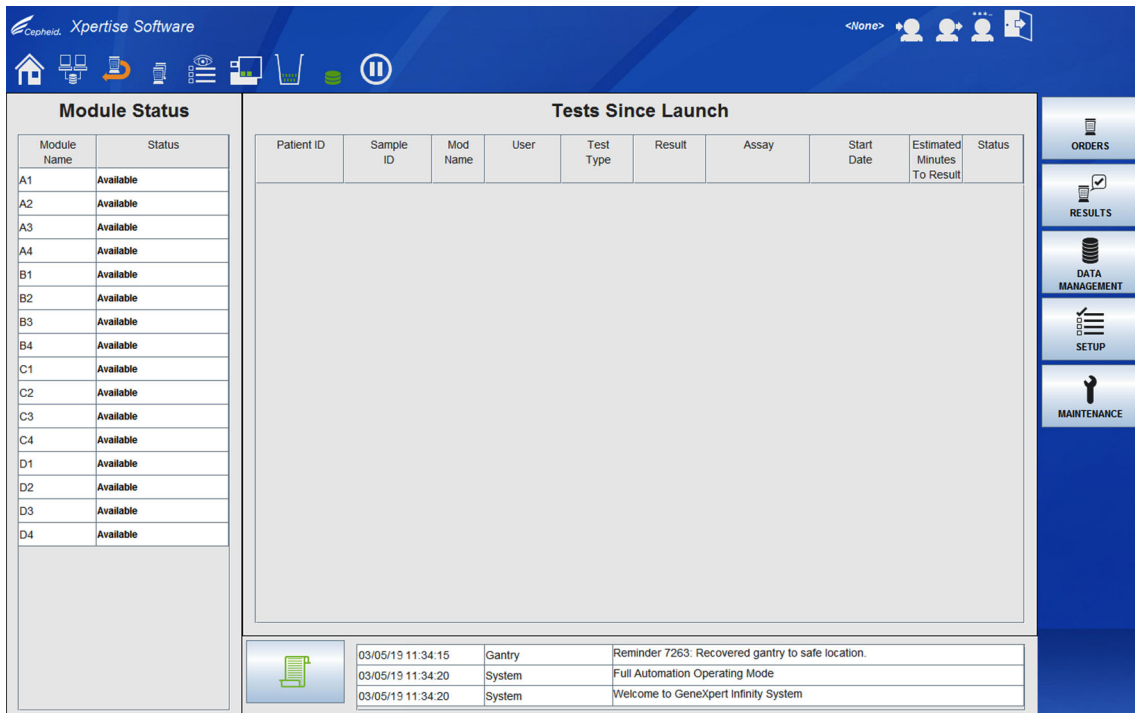 Cepheid. Xpertise Software
<None>
Module Status
Tests Since Launch
Module Name Status
Patient ID Sample ID Mod Name User Test Type Result Assay Start Date Estimated Minutes To Result Status
A1 Available
A2 Available
A3 Available
A4 Available
B1 Available
B2 Available
B3 Available
B4 Available
C1 Available
C2 Available
C3 Available
C4 Available
D1 Available
D2 Available
D3 Available
D4 Available
03/05/19 11:34:15 Gantry Reminder 7263: Recovered gantry to safe location.
03/05/19 11:34:20 System Full Automation Operating Mode
03/05/19 11:34:20 System Welcome to GeneXpert Infinity System
ORDERS
RESULTS
DATA
MANAGEMENT
SETUP
MAINTENANCE